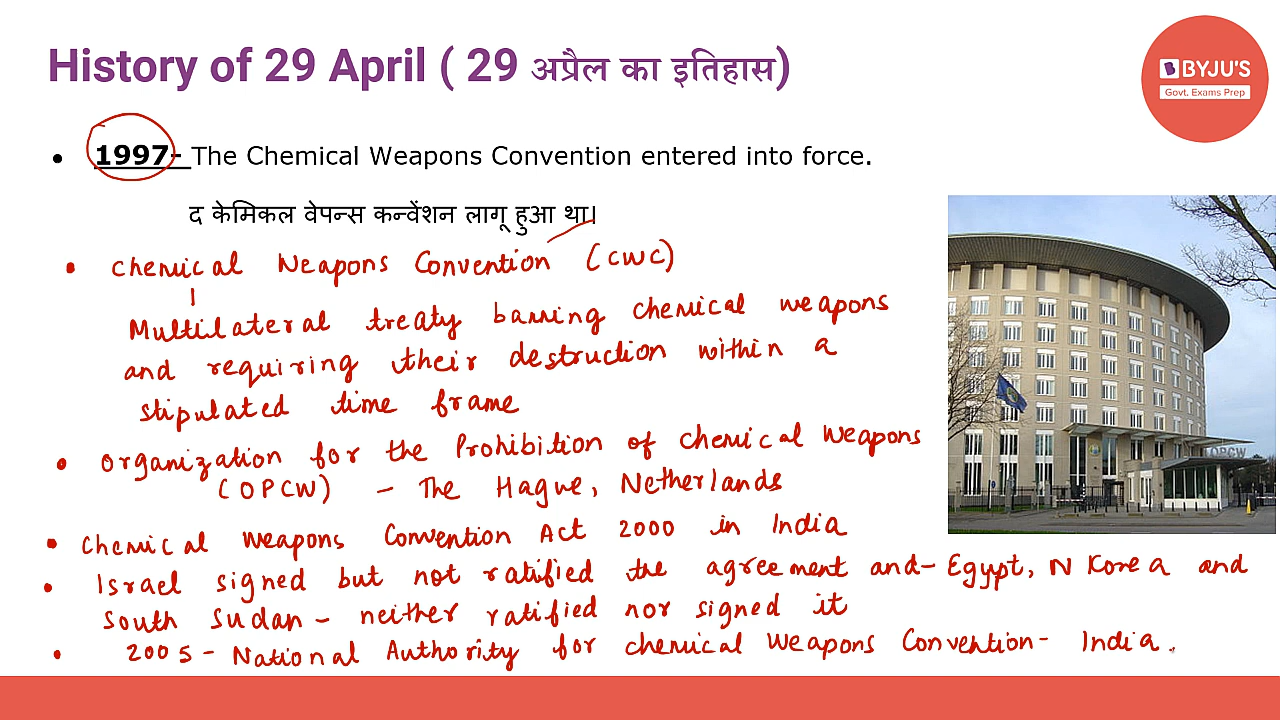 History of 29 April ( 29 अप्रैल का इतिहास)
BYJU'S
Govt. Exams Prep
• 1997- The Chemical Weapons Convention entered into force.
द केमिकल वेपन्स कन्वेंशन लागू हुआ था।
• Chemical Weapons Convention (CWC)
Multilateral treaty barring chemical weapons
and requiring their destruction within a
stipulated time frame
• Organization for the Prohibition of Chemical Weapons
(OPCW) - The Hague, Netherlands
• Chemical Weapons Convention Act 2000 in India
• Israel signed but not ratified the agreement and- Egypt, N Korea and
South Sudan - neither ratified nor signed it
• 2005 - National Authority for chemical Weapons Convention - India.
OPCW